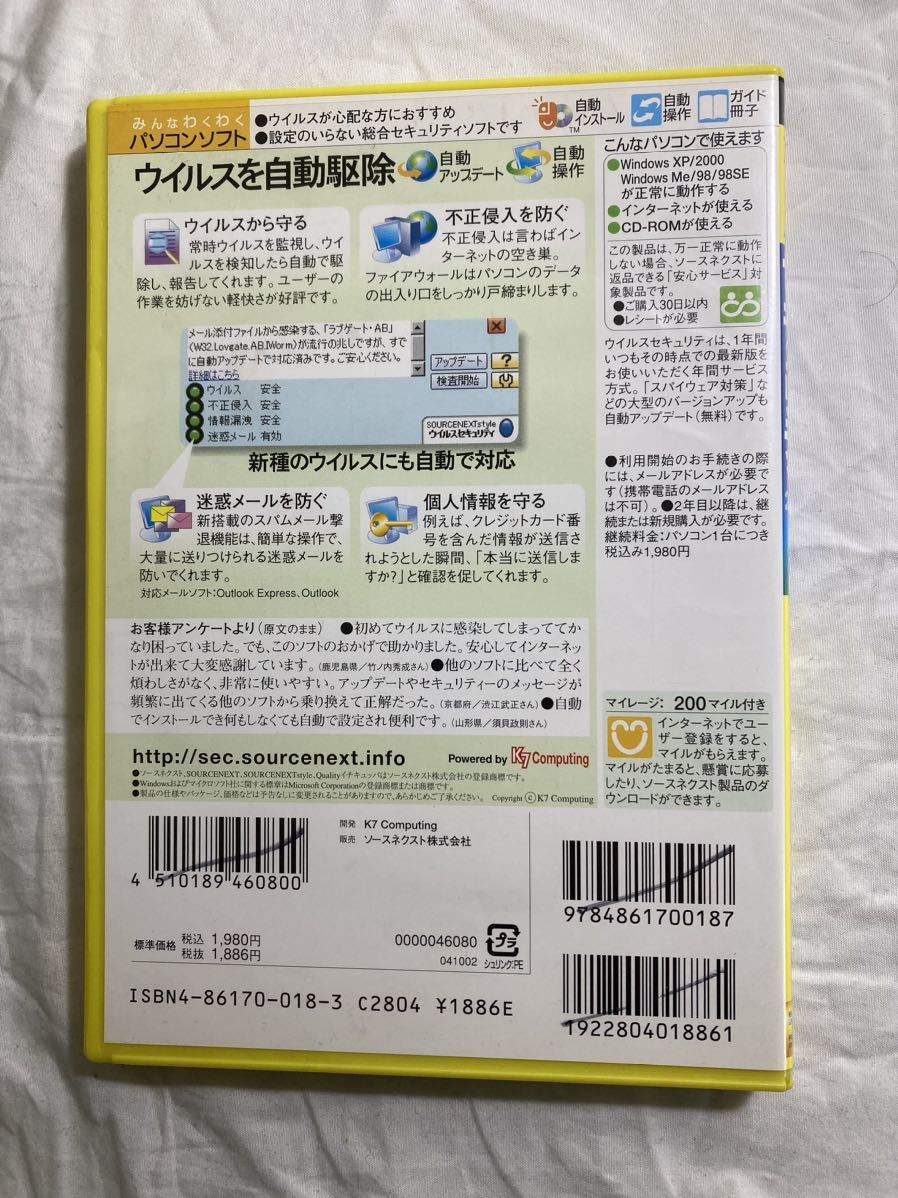 みんなわくわく
パソコンソフト
●ウイルスが心配な方におすすめ
●設定のいらない総合セキュリティソフトです
自動
インストール
TM
自動
操作
ガイド
冊子
ウイルスを自動駆除
自動
アップデート
自動
操作
ウイルスから守る
常時ウイルスを監視し、ウイ
ルスを検知したら自動で駆
除し、報告してくれます。ユーザーの
作業を妨げない軽快さが好評です。
不正侵入を防ぐ
不正侵入は言わばイン
ターネットの空き巣。
ファイアウォールはパソコンのデータ
の出入り口をしっかり戸締まりします。
メール添付ファイルから感染する、「ラブゲート・AB」
(W32.Lovgate.AB.IWorm)が流行の兆しですが、すで
に自動アップデートで対応済みです。ご安心ください。
詳細はこちら
ウイルス 安全
不正侵入 安全
情報漏洩 安全
迷惑メール 有効
アップデート
?
検査開始
SOURCENEXTstyle
ウイルスセキュリティ
新種のウイルスにも自動で対応
迷惑メールを防ぐ
新搭載のスパムメール撃
退機能は、簡単な操作で、
大量に送りつけられる迷惑メールを
防いでくれます。
対応メールソフト:Outlook Express、Outlook
個人情報を守る
例えば、クレジットカード番
号を含んだ情報が送信さ
れようとした瞬間、「本当に送信しま
すか?」と確認を促してくれます。
お客様アンケートより(原文のまま) ●初めてウイルスに感染してしまっててか
なり困っていました。でも、このソフトのおかげで助かりました。安心してインターネッ
トが出来て大変感謝しています。(鹿児島県/竹ノ内秀成さん)●他のソフトに比べて全く
煩わしさがなく、非常に使いやすい。アップデートやセキュリティーのメッセージが
頻繁に出てくる他のソフトから乗り換えて正解だった。(京都府/渋江武正さん)●自動
でインストールでき何もしなくても自動で設定され便利です。(山形県/須貝政則さん)
http://sec.sourcenext.info
Powered by K7 Computing
●ソースネクスト、SOURCENEXT、SOURCENEXTstyle、Qualityイチキュッパはソースネクスト株式会社の登録商標です。
●Windowsおよびマイクロソフト社に関する標章はMicrosoft Corporationの登録商標または商標です。
●製品の仕様やパッケージ、価格などは予告なしに変更されることがありますので、あらかじめご了承ください。 Copyright ©K7 Computing
こんなパソコンで使えます
●Windows XP/2000
Windows Me/98/98SE
が正常に動作する
●インターネットが使える
●CD-ROMが使える
この製品は、万一正常に動作
しない場合、ソースネクストに
返品できる「安心サービス」対
象製品です。
●ご購入30日以内
●レシートが必要
ウイルスセキュリティは、1年間
いつもその時点での最新版を
お使いいただく年間サービス
方式。「スパイウェア対策」な
どの大型のバージョンアップも
自動アップデート(無料)です。
●利用開始のお手続きの際
には、メールアドレスが必要で
す(携帯電話のメールアドレス
は不可)。●2年目以降は、継
続または新規購入が必要です。
継続料金:パソコン1台につき
税込み1,980円
マイレージ: 200マイル付き
インターネットでユー
ザー登録をすると、
マイルがもらえます。
マイルがたまると、懸賞に応募
したり、ソースネクスト製品のダ
ウンロードができます。
開発 K7 Computing
販売 ソースネクスト株式会社
4 510189 460800
標準価格 税込 1,980円
税抜 1,886円
0000046080
041002
プラ
シュリンク:PE
9784861700187
1922804018861
ISBN4-86170-018-3 C2804 ¥1886E